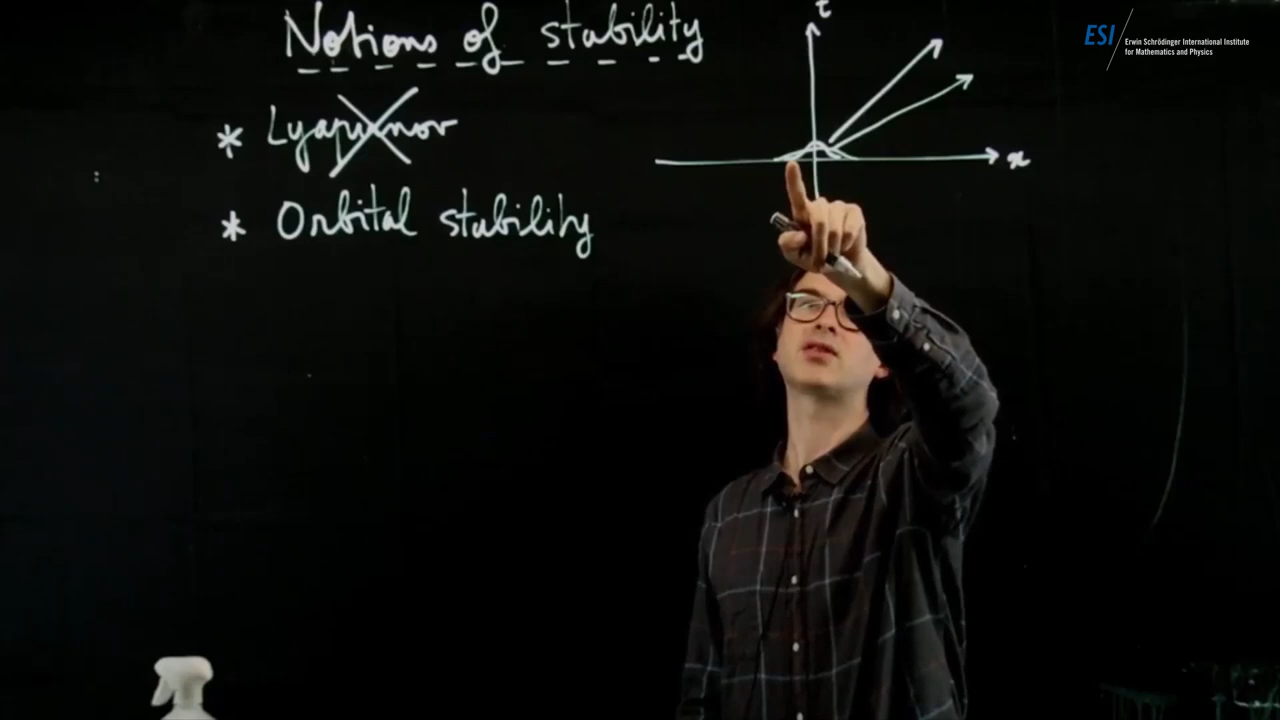 Notions of stability
* Lyapunov
* Orbital stability
t
x
ESI
Erwin Schrödinger International Institute
for Mathematics and Physics